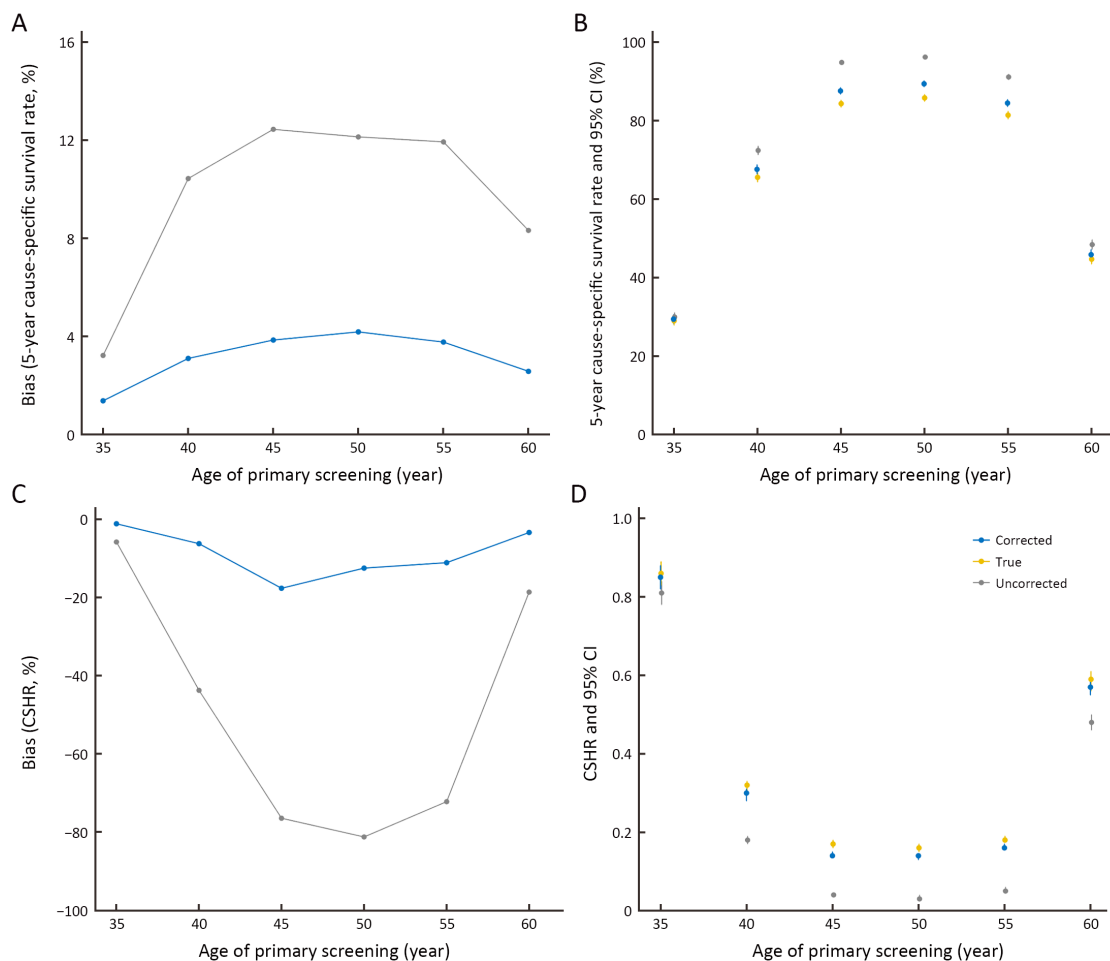 A
Bias (5-year cause-specific survival rate, %)
16
12
8
4
0
35 40 45 50 55 60
Age of primary screening (year)
B
5-year cause-specific survival rate and 95% CI (%)
100
80
60
40
20
0
35 40 45 50 55 60
Age of primary screening (year)
C
Bias (CSHR, %)
0
−20
−40
−60
−80
−100
35 40 45 50 55 60
Age of primary screening (year)
D
CSHR and 95% CI
1.0
0.8
0.6
0.4
0.2
0
35 40 45 50 55 60
Age of primary screening (year)
Corrected
True
Uncorrected